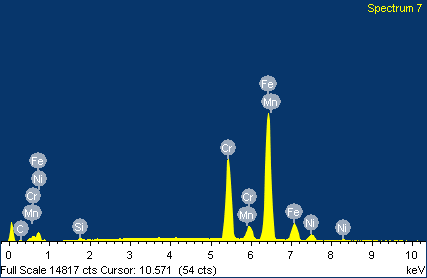 Spectrum 7
Fe
Mn
Cr
Fe
Ni
Cr
Cr
Mn
Mn
Fe
Ni
C
Si
Ni
0 1 2 3 4 5 6 7 8 9 10
Full Scale 14817 cts Cursor: 10.571 (54 cts) keV